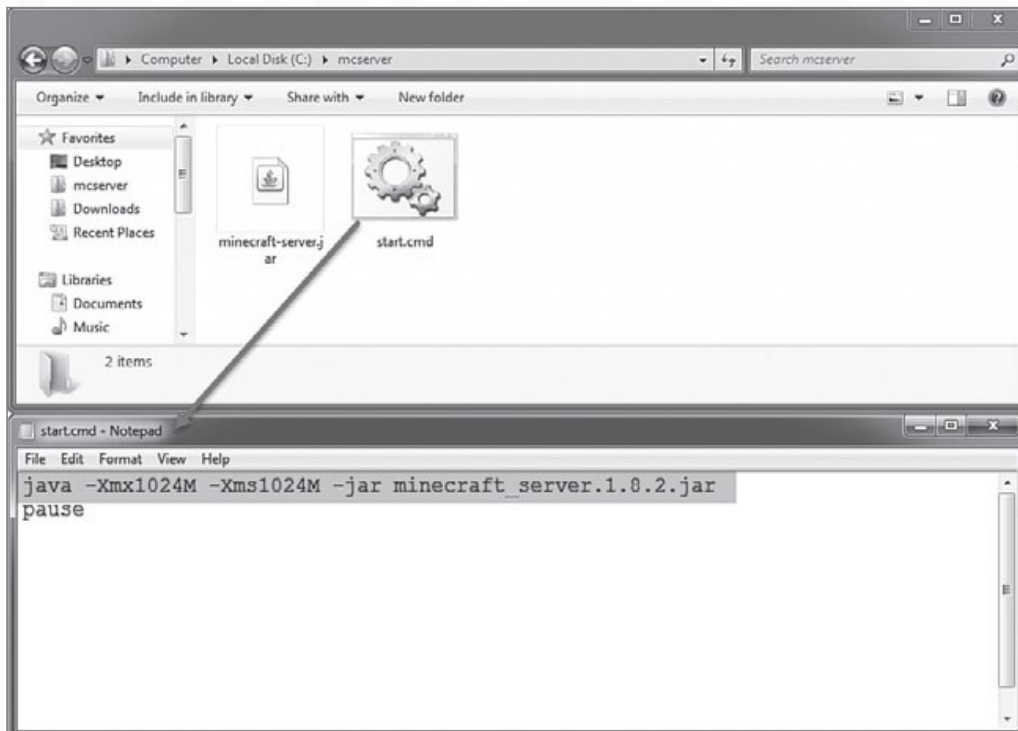 Computer ▸ Local Disk (C:) ▸ mcserver
Search mcserver
Organize
Include in library
Share with
New folder
Favorites
Desktop
mcserver
Downloads
Recent Places
Libraries
Documents
Music
minecraft-server.j
ar
start.cmd
2 items
start.cmd - Notepad
File Edit Format View Help
java -Xmx1024M -Xms1024M -jar minecraft_server.1.8.2.jar
pause